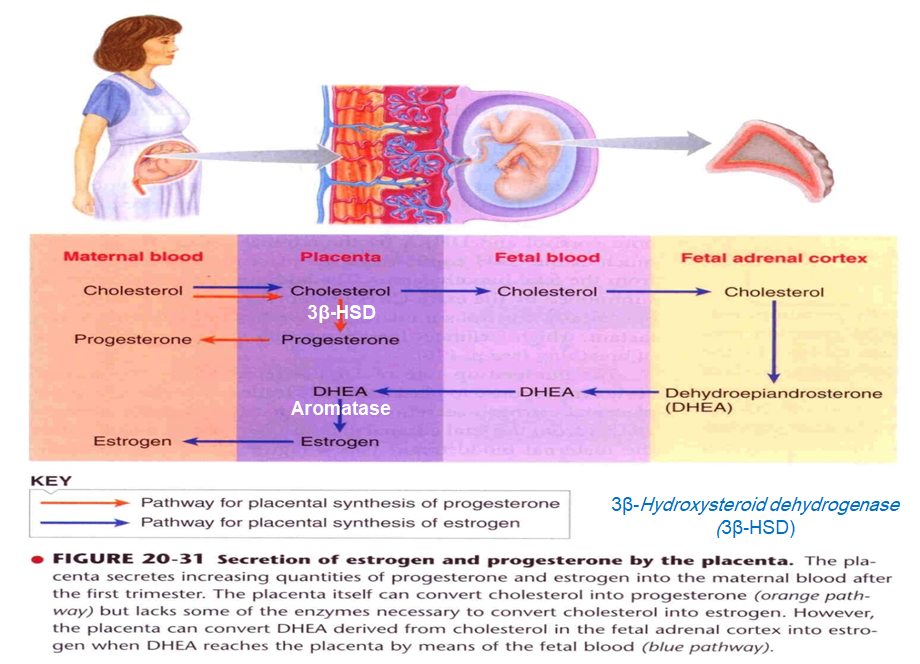 Maternal blood Placenta Fetal blood Fetal adrenal cortex
Cholesterol Cholesterol Cholesterol Cholesterol
3β-HSD
Progesterone Progesterone
DHEA DHEA Dehydroepiandrosterone
(DHEA)
Aromatase
Estrogen Estrogen
KEY
Pathway for placental synthesis of progesterone
Pathway for placental synthesis of estrogen
3β-Hydroxysteroid dehydrogenase
(3β-HSD)
• FIGURE 20-31 Secretion of estrogen and progesterone by the placenta. The pla-
centa secretes increasing quantities of progesterone and estrogen into the maternal blood after
the first trimester. The placenta itself can convert cholesterol into progesterone (orange path-
way) but lacks some of the enzymes necessary to convert cholesterol into estrogen. However,
the placenta can convert DHEA derived from cholesterol in the fetal adrenal cortex into estro-
gen when DHEA reaches the placenta by means of the fetal blood (blue pathway).